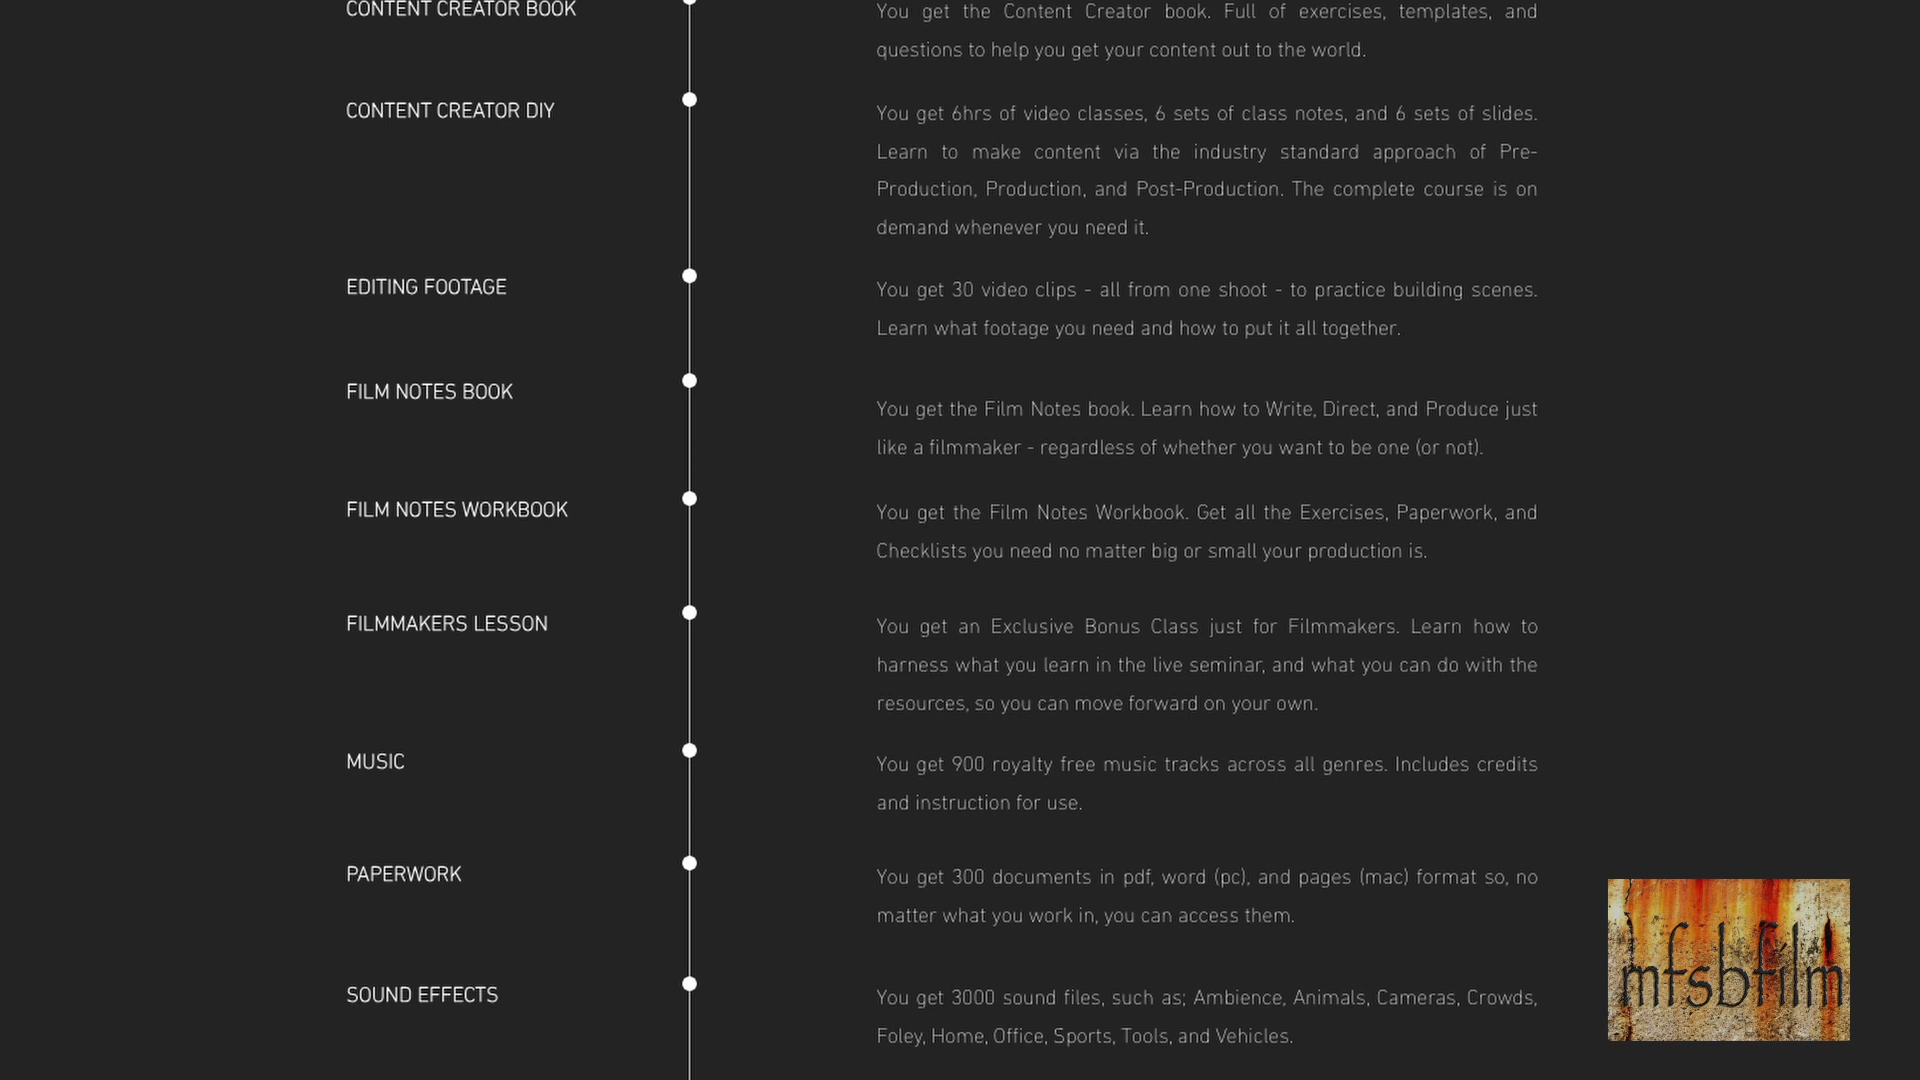 CONTENT CREATOR BOOK
You get the Content Creator book. Full of exercises, templates, and
questions to help you get your content out to the world.
CONTENT CREATOR DIY
You get 6hrs of video classes, 6 sets of class notes, and 6 sets of slides.
Learn to make content via the industry standard approach of Pre-
Production, Production, and Post-Production. The complete course is on
demand whenever you need it.
EDITING FOOTAGE
You get 30 video clips - all from one shoot - to practice building scenes.
Learn what footage you need and how to put it all together.
FILM NOTES BOOK
You get the Film Notes book. Learn how to Write, Direct, and Produce just
like a filmmaker - regardless of whether you want to be one (or not).
FILM NOTES WORKBOOK
You get the Film Notes Workbook. Get all the Exercises, Paperwork, and
Checklists you need no matter big or small your production is.
FILMMAKERS LESSON
You get an Exclusive Bonus Class just for Filmmakers. Learn how to
harness what you learn in the live seminar, and what you can do with the
resources, so you can move forward on your own.
MUSIC
You get 900 royalty free music tracks across all genres. Includes credits
and instruction for use.
PAPERWORK
You get 300 documents in pdf, word (pc), and pages (mac) format so, no
matter what you work in, you can access them.
SOUND EFFECTS
You get 3000 sound files, such as; Ambience, Animals, Cameras, Crowds,
Foley, Home, Office, Sports, Tools, and Vehicles.
mfsbfilm